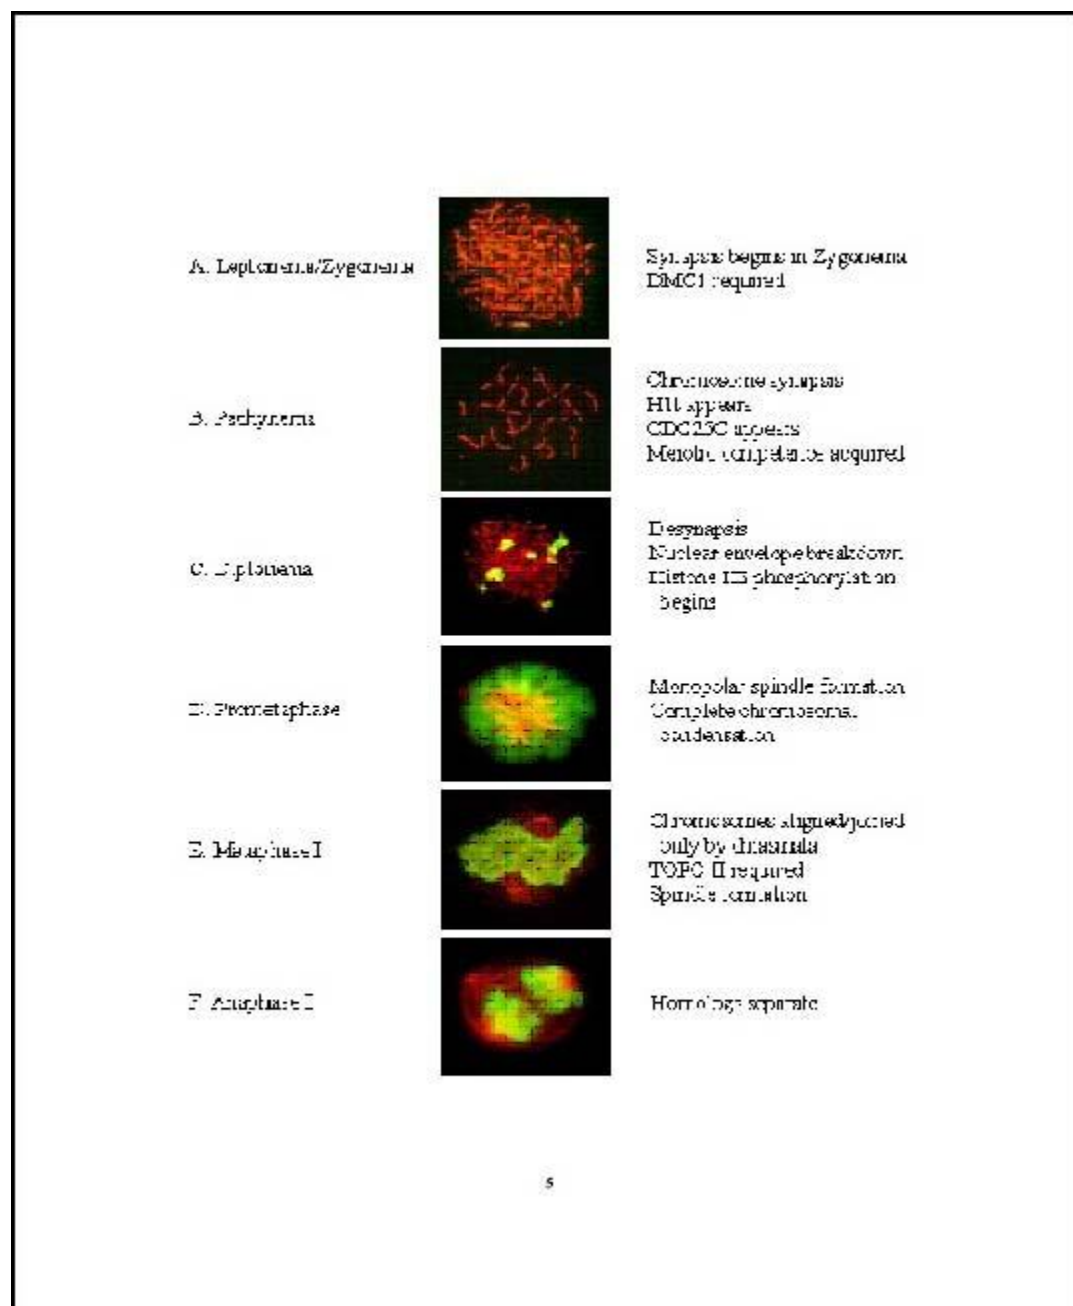 A. Leptonema/Zygonema
Synapsis begins in Zygonema
DMC1 required
B. Pachynema
Chromosome synapsis
H1t appears
CDC25C appears
Meiotic competence acquired
C. Diplonema
Desynapsis
Nuclear envelope breakdown
Histone H3 phosphorylation
begins
D. Prometaphase
Monopolar spindle formation
Complete chromosomal
condensation
E. Metaphase I
Chromosomes aligned/joined
only by chiasmata
TOPO II required
Spindle formation
F. Anaphase I
Homologs separate
5